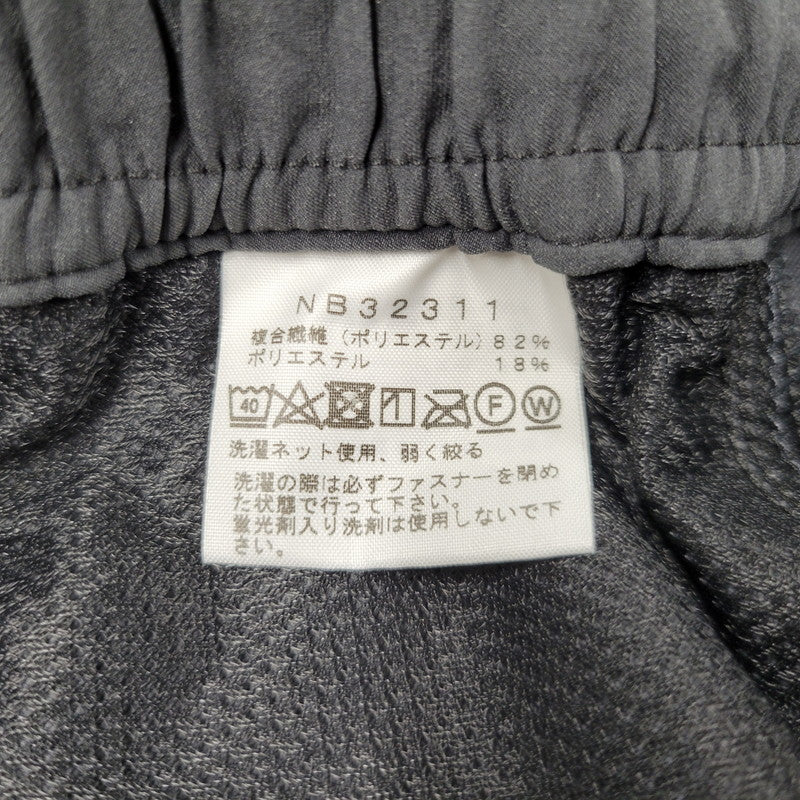 NB32311
複合繊維(ポリエステル)82%
ポリエステル 18%
40 F W
洗濯ネット使用、弱く絞る
洗濯の際は必ずファスナーを閉め
た状態で行って下さい。
蛍光剤入り洗剤は使用しないで下
さい。